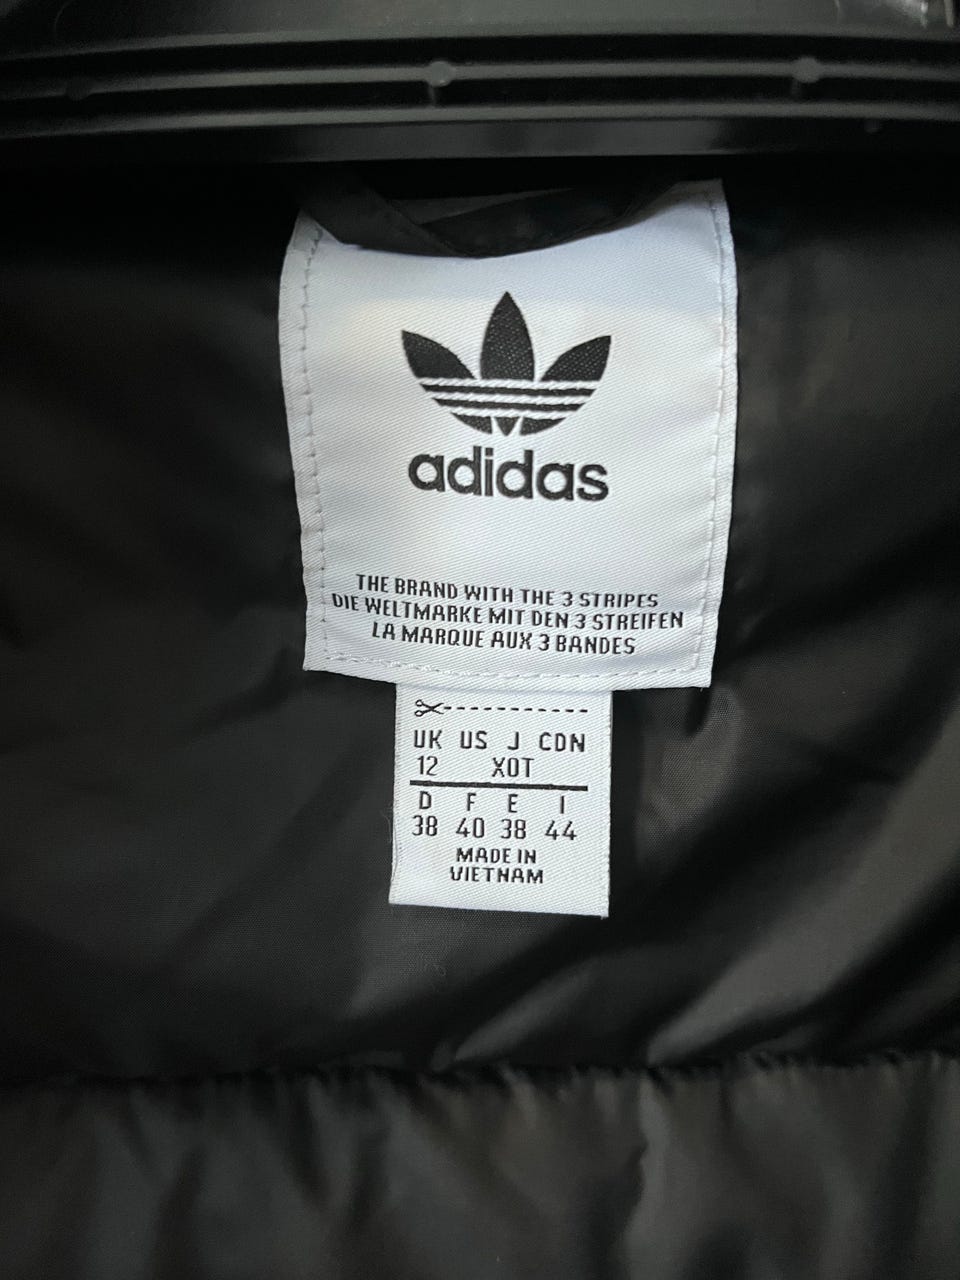 adidas
THE BRAND WITH THE 3 STRIPES
DIE WELTMARKE MIT DEN 3 STREIFEN
LA MARQUE AUX 3 BANDES
UK US J CDN
12 XOT
D F E I
38 40 38 44
MADE IN
VIETNAM